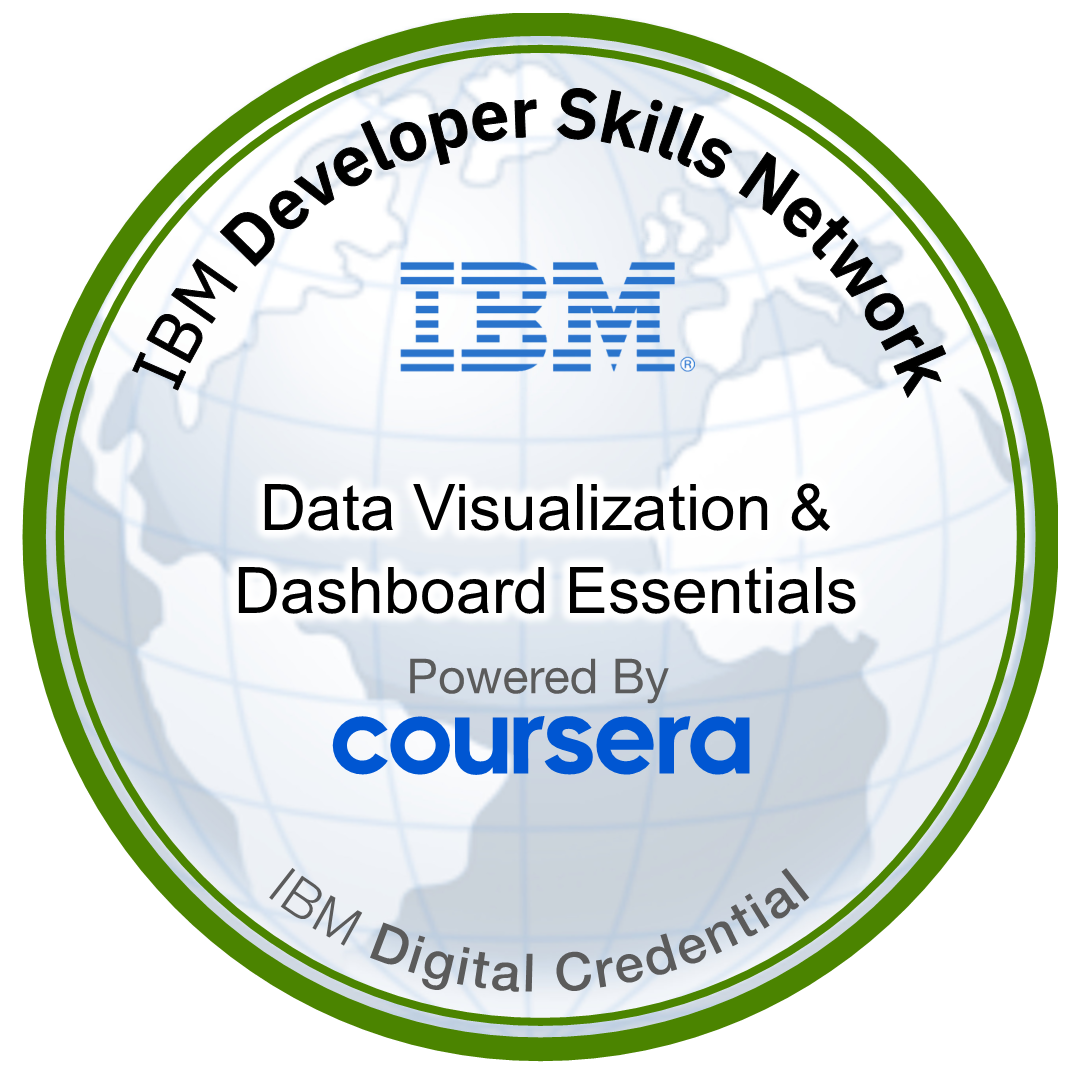 IBM Developer Skills Network
IBM®
Data Visualization &
Dashboard Essentials
Powered By
coursera
IBM Digital Credential